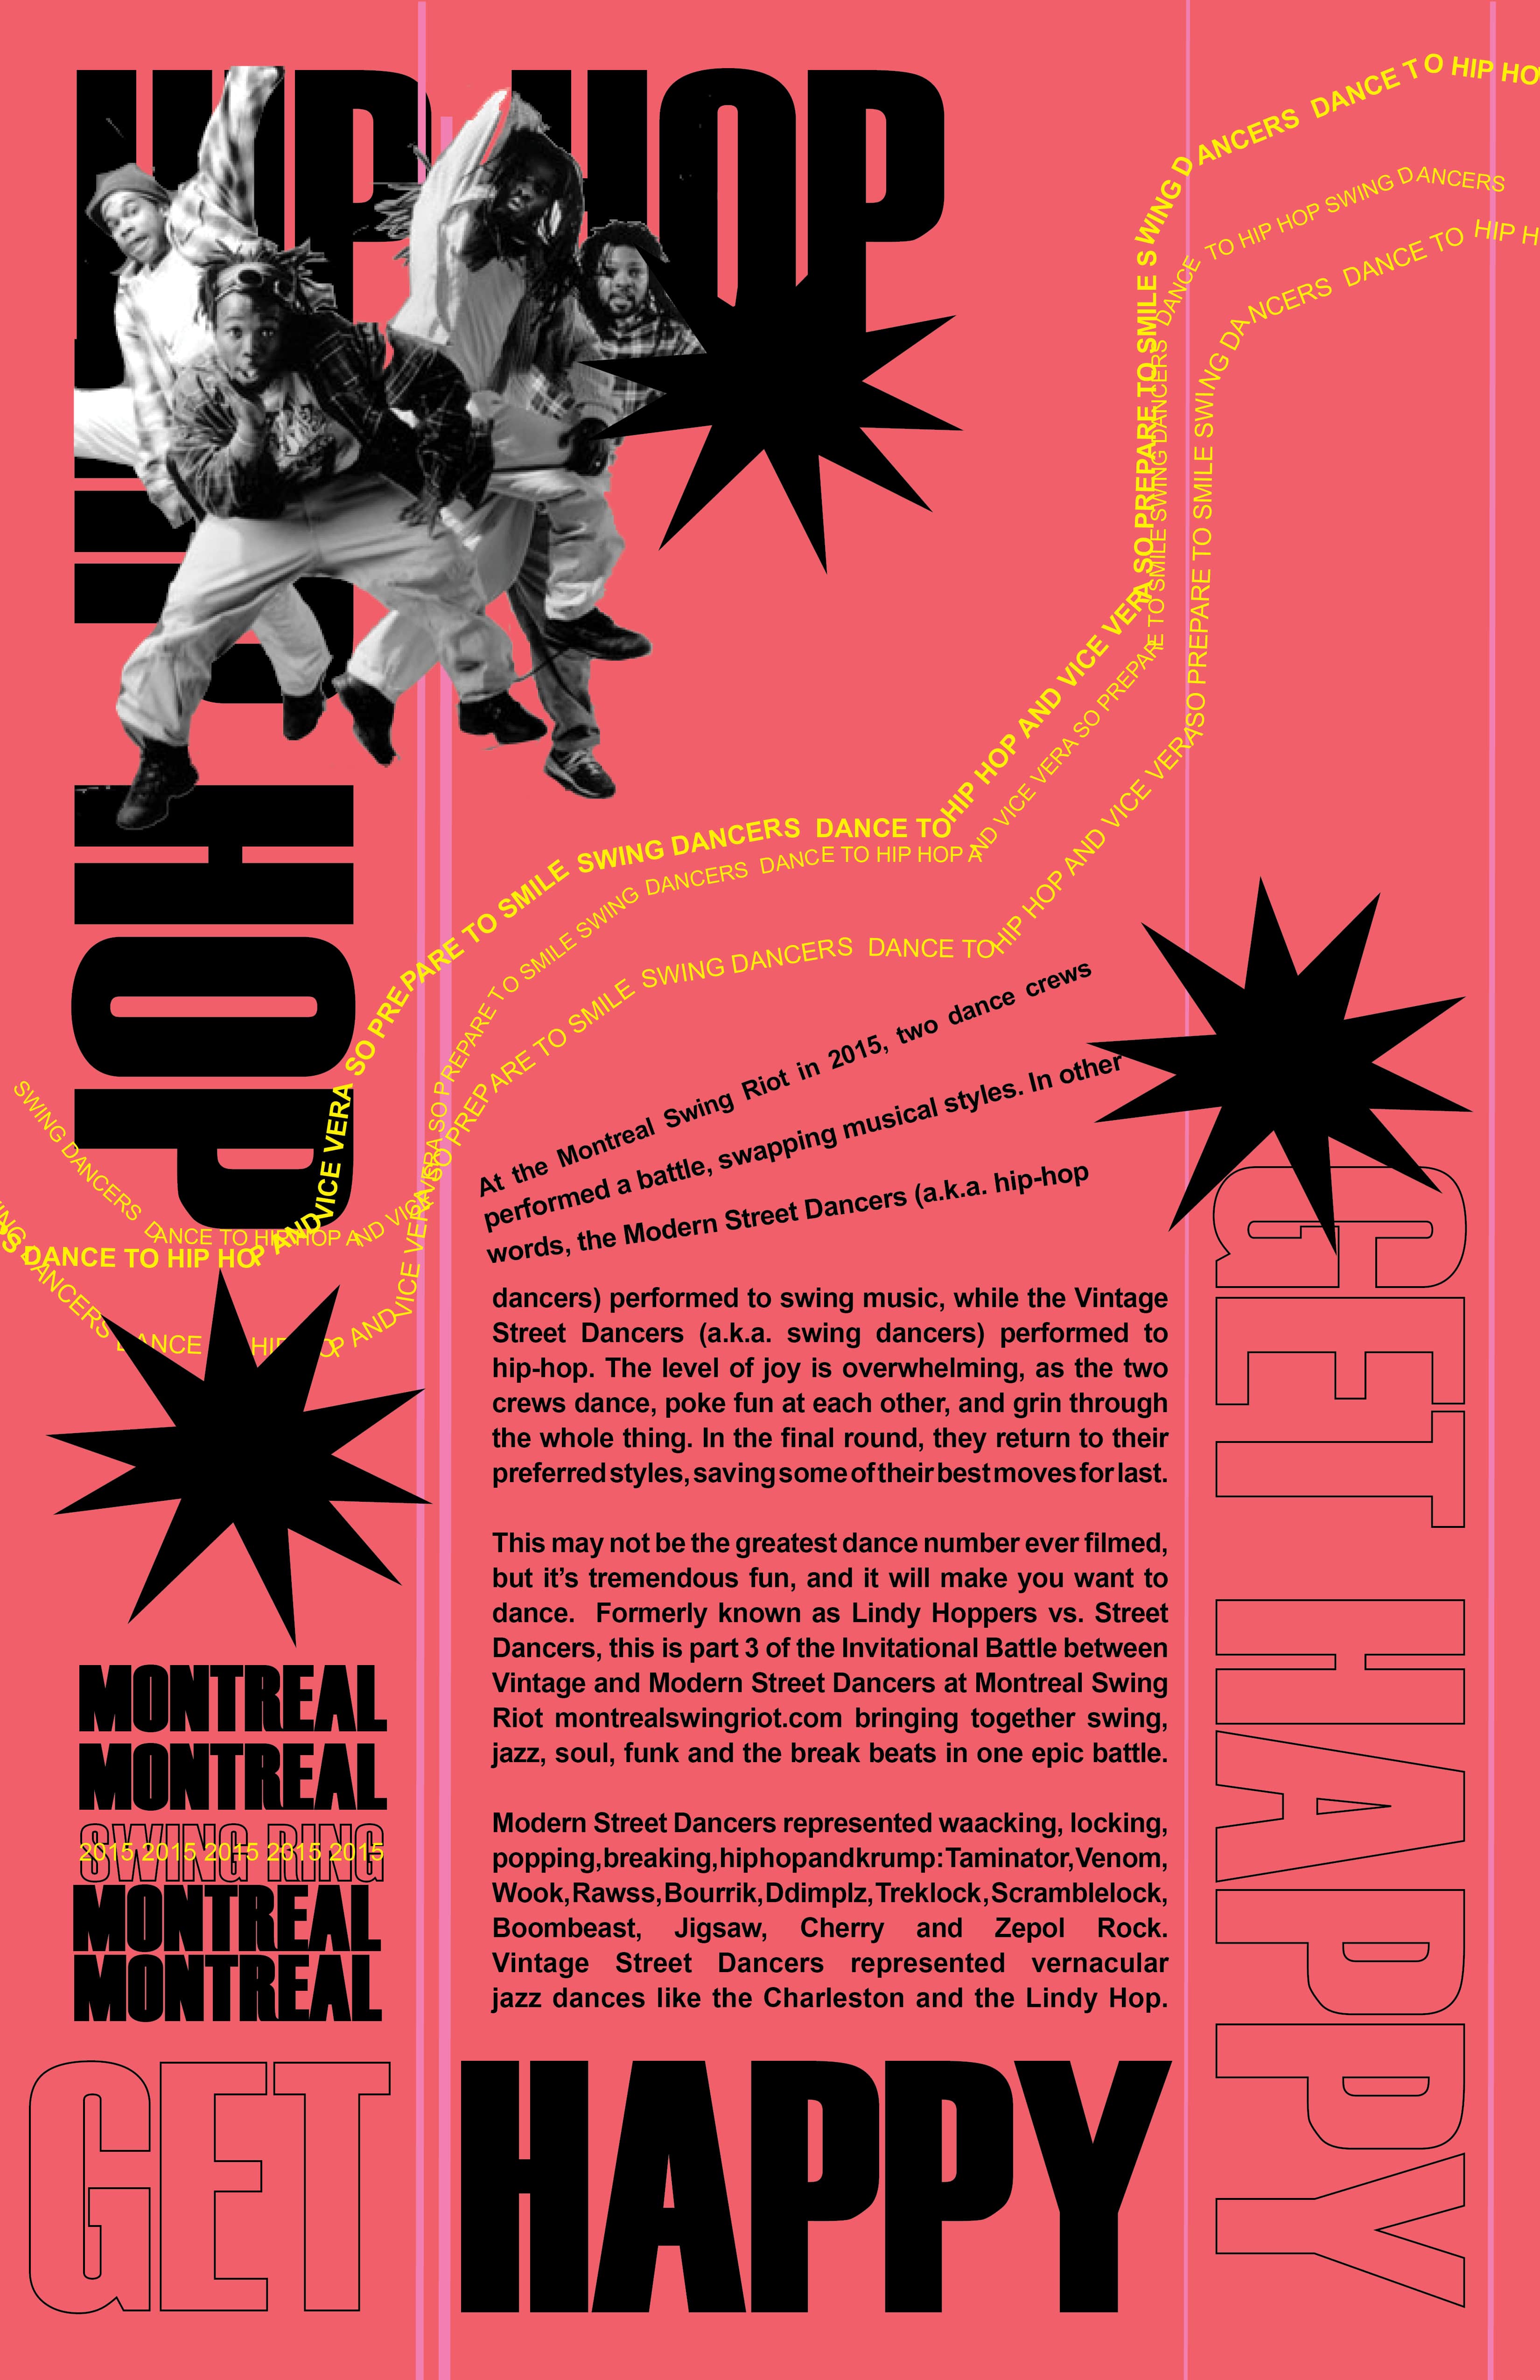 HIP HOP
HIP HOP
SWING DANCERS DANCE TO HIP HOP AND VICE VERA SO PREPARE TO SMILE SWING DANCERS DANCE TO HIP HOP AND VICE VERA SO PREPARE TO SMILE SWING DANCERS DANCE TO HIP HOP SWING DANCERS
DANCERS DANCE TO HIP HOP AND VICE VERA SO PREPARE TO SMILE SWING DANCERS DANCE TO HIP HOP AND VICE VERA SO PREPARE TO SMILE SWING DANCERS DANCE TO HIP HO
DANCERS DANCE HIP HOP AND VICE VERA SO PREPARE TO SMILE SWING DANCERS DANCE TO HIP HOP AND VICE VERA SO PREPARE TO SMILE SWING DANCERS DANCE TO HIP H
At the Montreal Swing Riot in 2015, two dance crews
performed a battle, swapping musical styles. In other
words, the Modern Street Dancers (a.k.a. hip-hop
dancers) performed to swing music, while the Vintage
Street Dancers (a.k.a. swing dancers) performed to
hip-hop. The level of joy is overwhelming, as the two
crews dance, poke fun at each other, and grin through
the whole thing. In the final round, they return to their
preferred styles, saving some of their best moves for last.
This may not be the greatest dance number ever filmed,
but it’s tremendous fun, and it will make you want to
dance. Formerly known as Lindy Hoppers vs. Street
Dancers, this is part 3 of the Invitational Battle between
Vintage and Modern Street Dancers at Montreal Swing
Riot montrealswingriot.com bringing together swing,
jazz, soul, funk and the break beats in one epic battle.
Modern Street Dancers represented waacking, locking,
popping, breaking, hip hop and krump: Taminator, Venom,
Wook, Rawss, Bourrik, Ddimplz, Treklock, Scramblelock,
Boombeast, Jigsaw, Cherry and Zepol Rock.
Vintage Street Dancers represented vernacular
jazz dances like the Charleston and the Lindy Hop.
MONTREAL
MONTREAL
SWING RING
2015 2015 2015 2015 2015
MONTREAL
MONTREAL
GET HAPPY
GET HAPPY